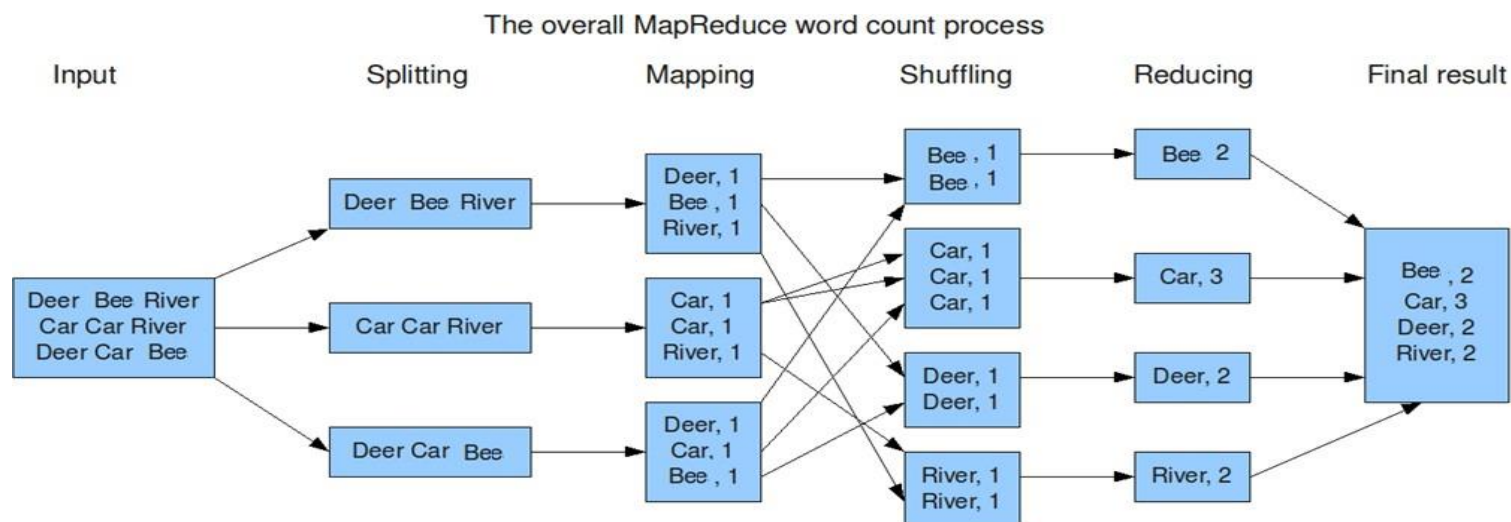 The overall MapReduce word count process
Input
Splitting
Mapping
Shuffling
Reducing
Final result
Deer Bee River
Car Car River
Deer Car Bee
Deer Bee River
Car Car River
Deer Car Bee
Deer, 1
Bee , 1
River, 1
Car, 1
Car, 1
River, 1
Deer, 1
Car, 1
Bee , 1
Bee , 1
Bee , 1
Car, 1
Car, 1
Car, 1
Deer, 1
Deer, 1
River, 1
River, 1
Bee 2
Car, 3
Deer, 2
River, 2
Bee , 2
Car, 3
Deer, 2
River, 2